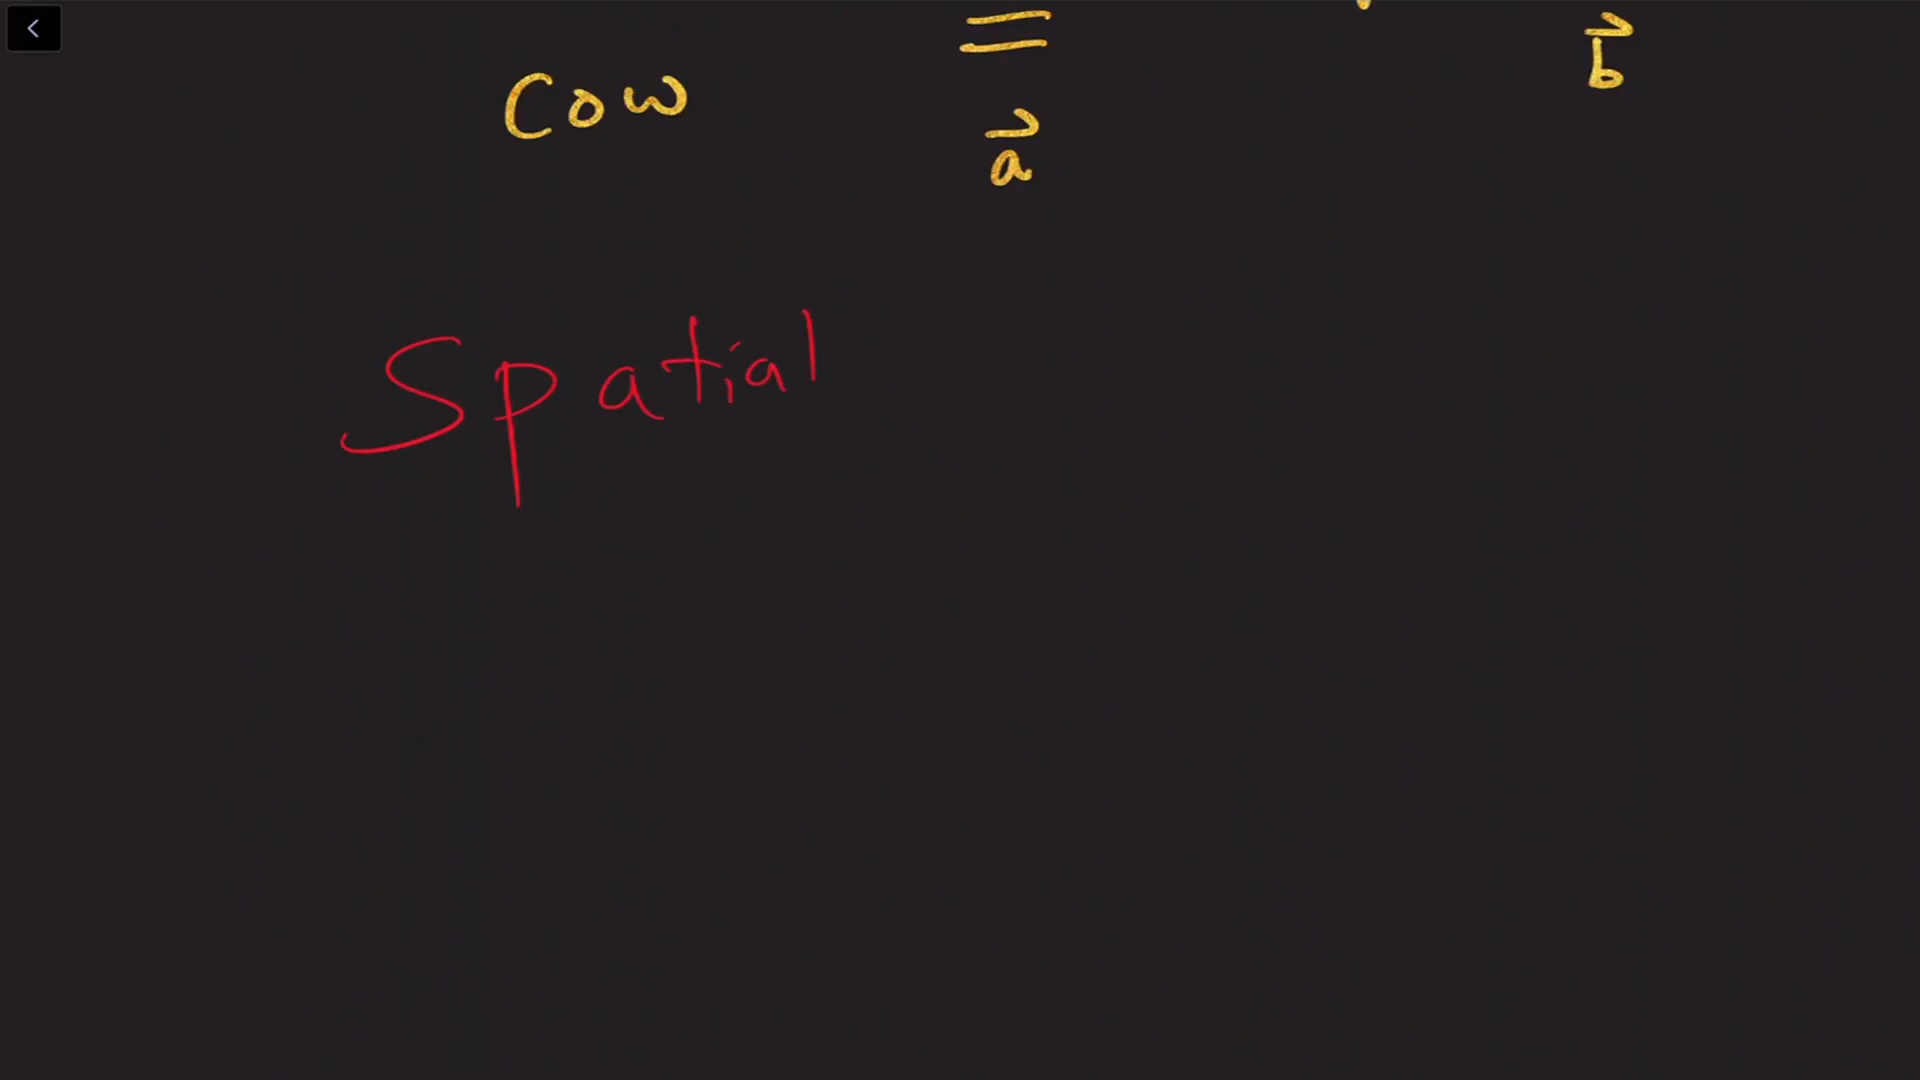 Cow
=
→a
→b
Spatial